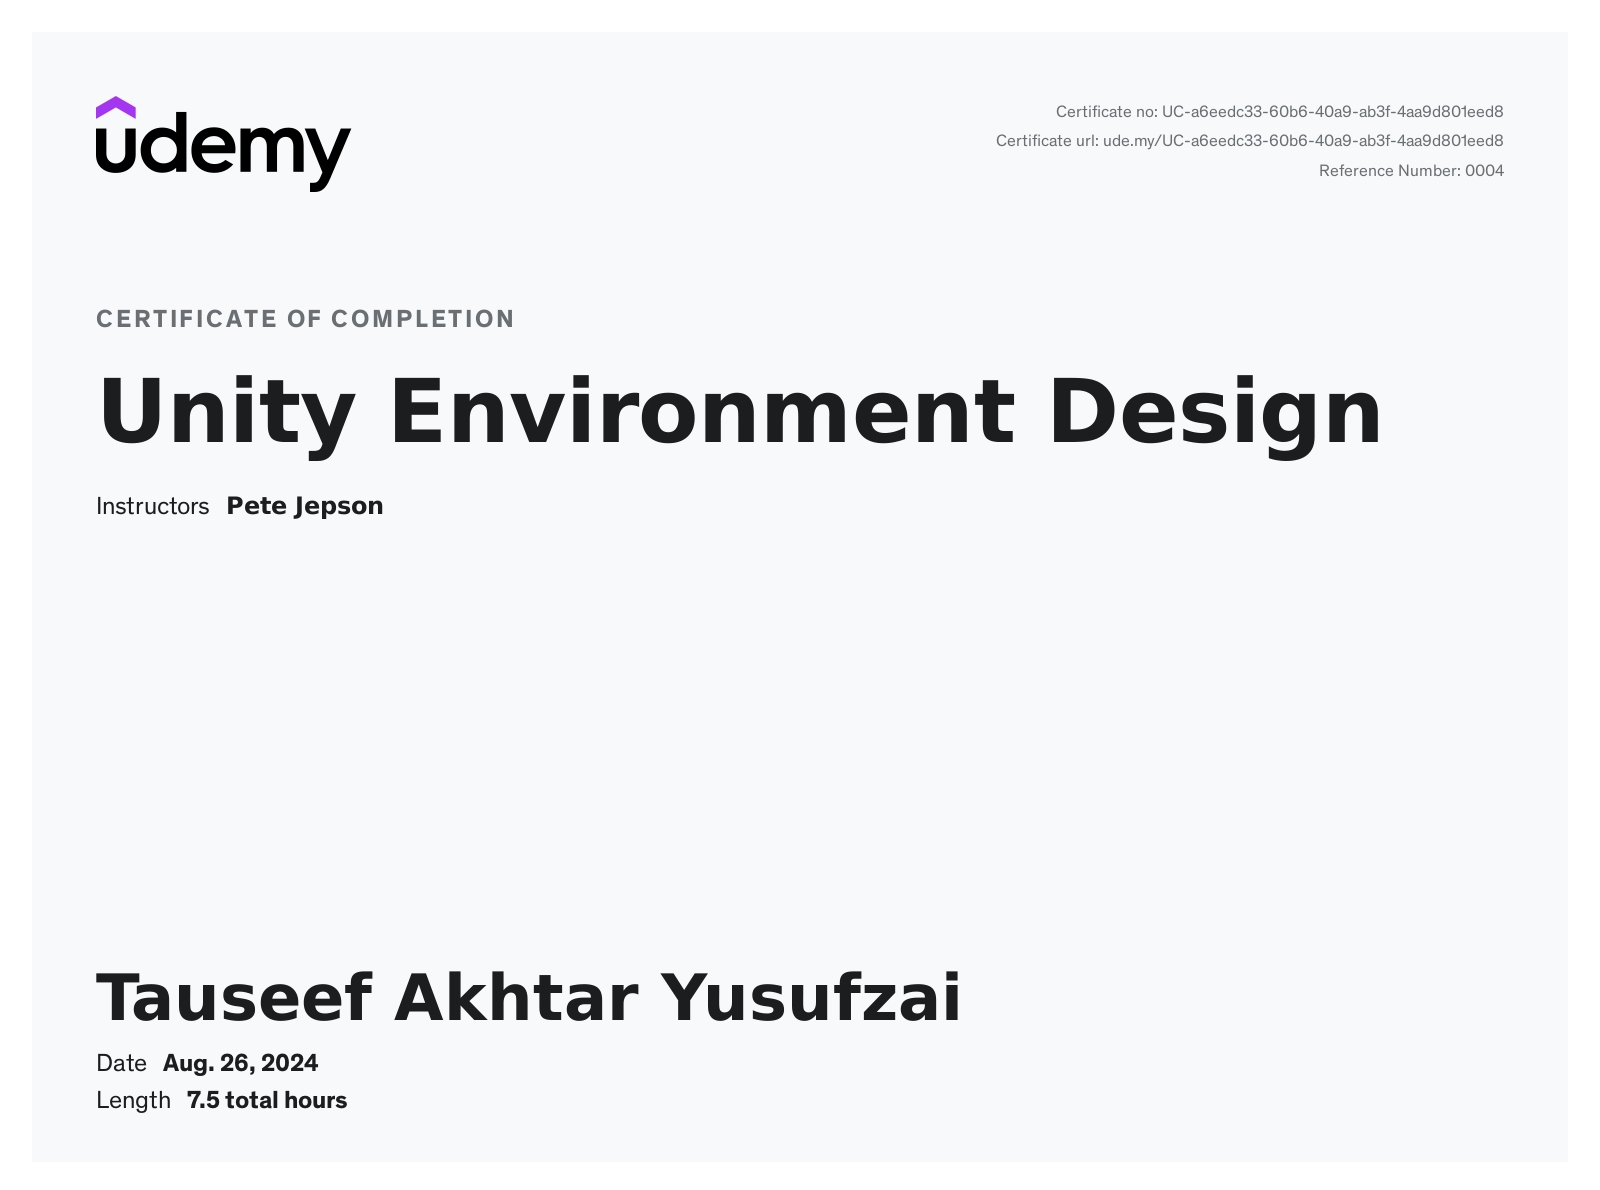 udemy
Certificate no: UC-a6eedc33-60b6-40a9-ab3f-4aa9d801eed8
Certificate url: ude.my/UC-a6eedc33-60b6-40a9-ab3f-4aa9d801eed8
Reference Number: 0004
CERTIFICATE OF COMPLETION
Unity Environment Design
Instructors Pete Jepson
Tauseef Akhtar Yusufzai
Date Aug. 26, 2024
Length 7.5 total hours